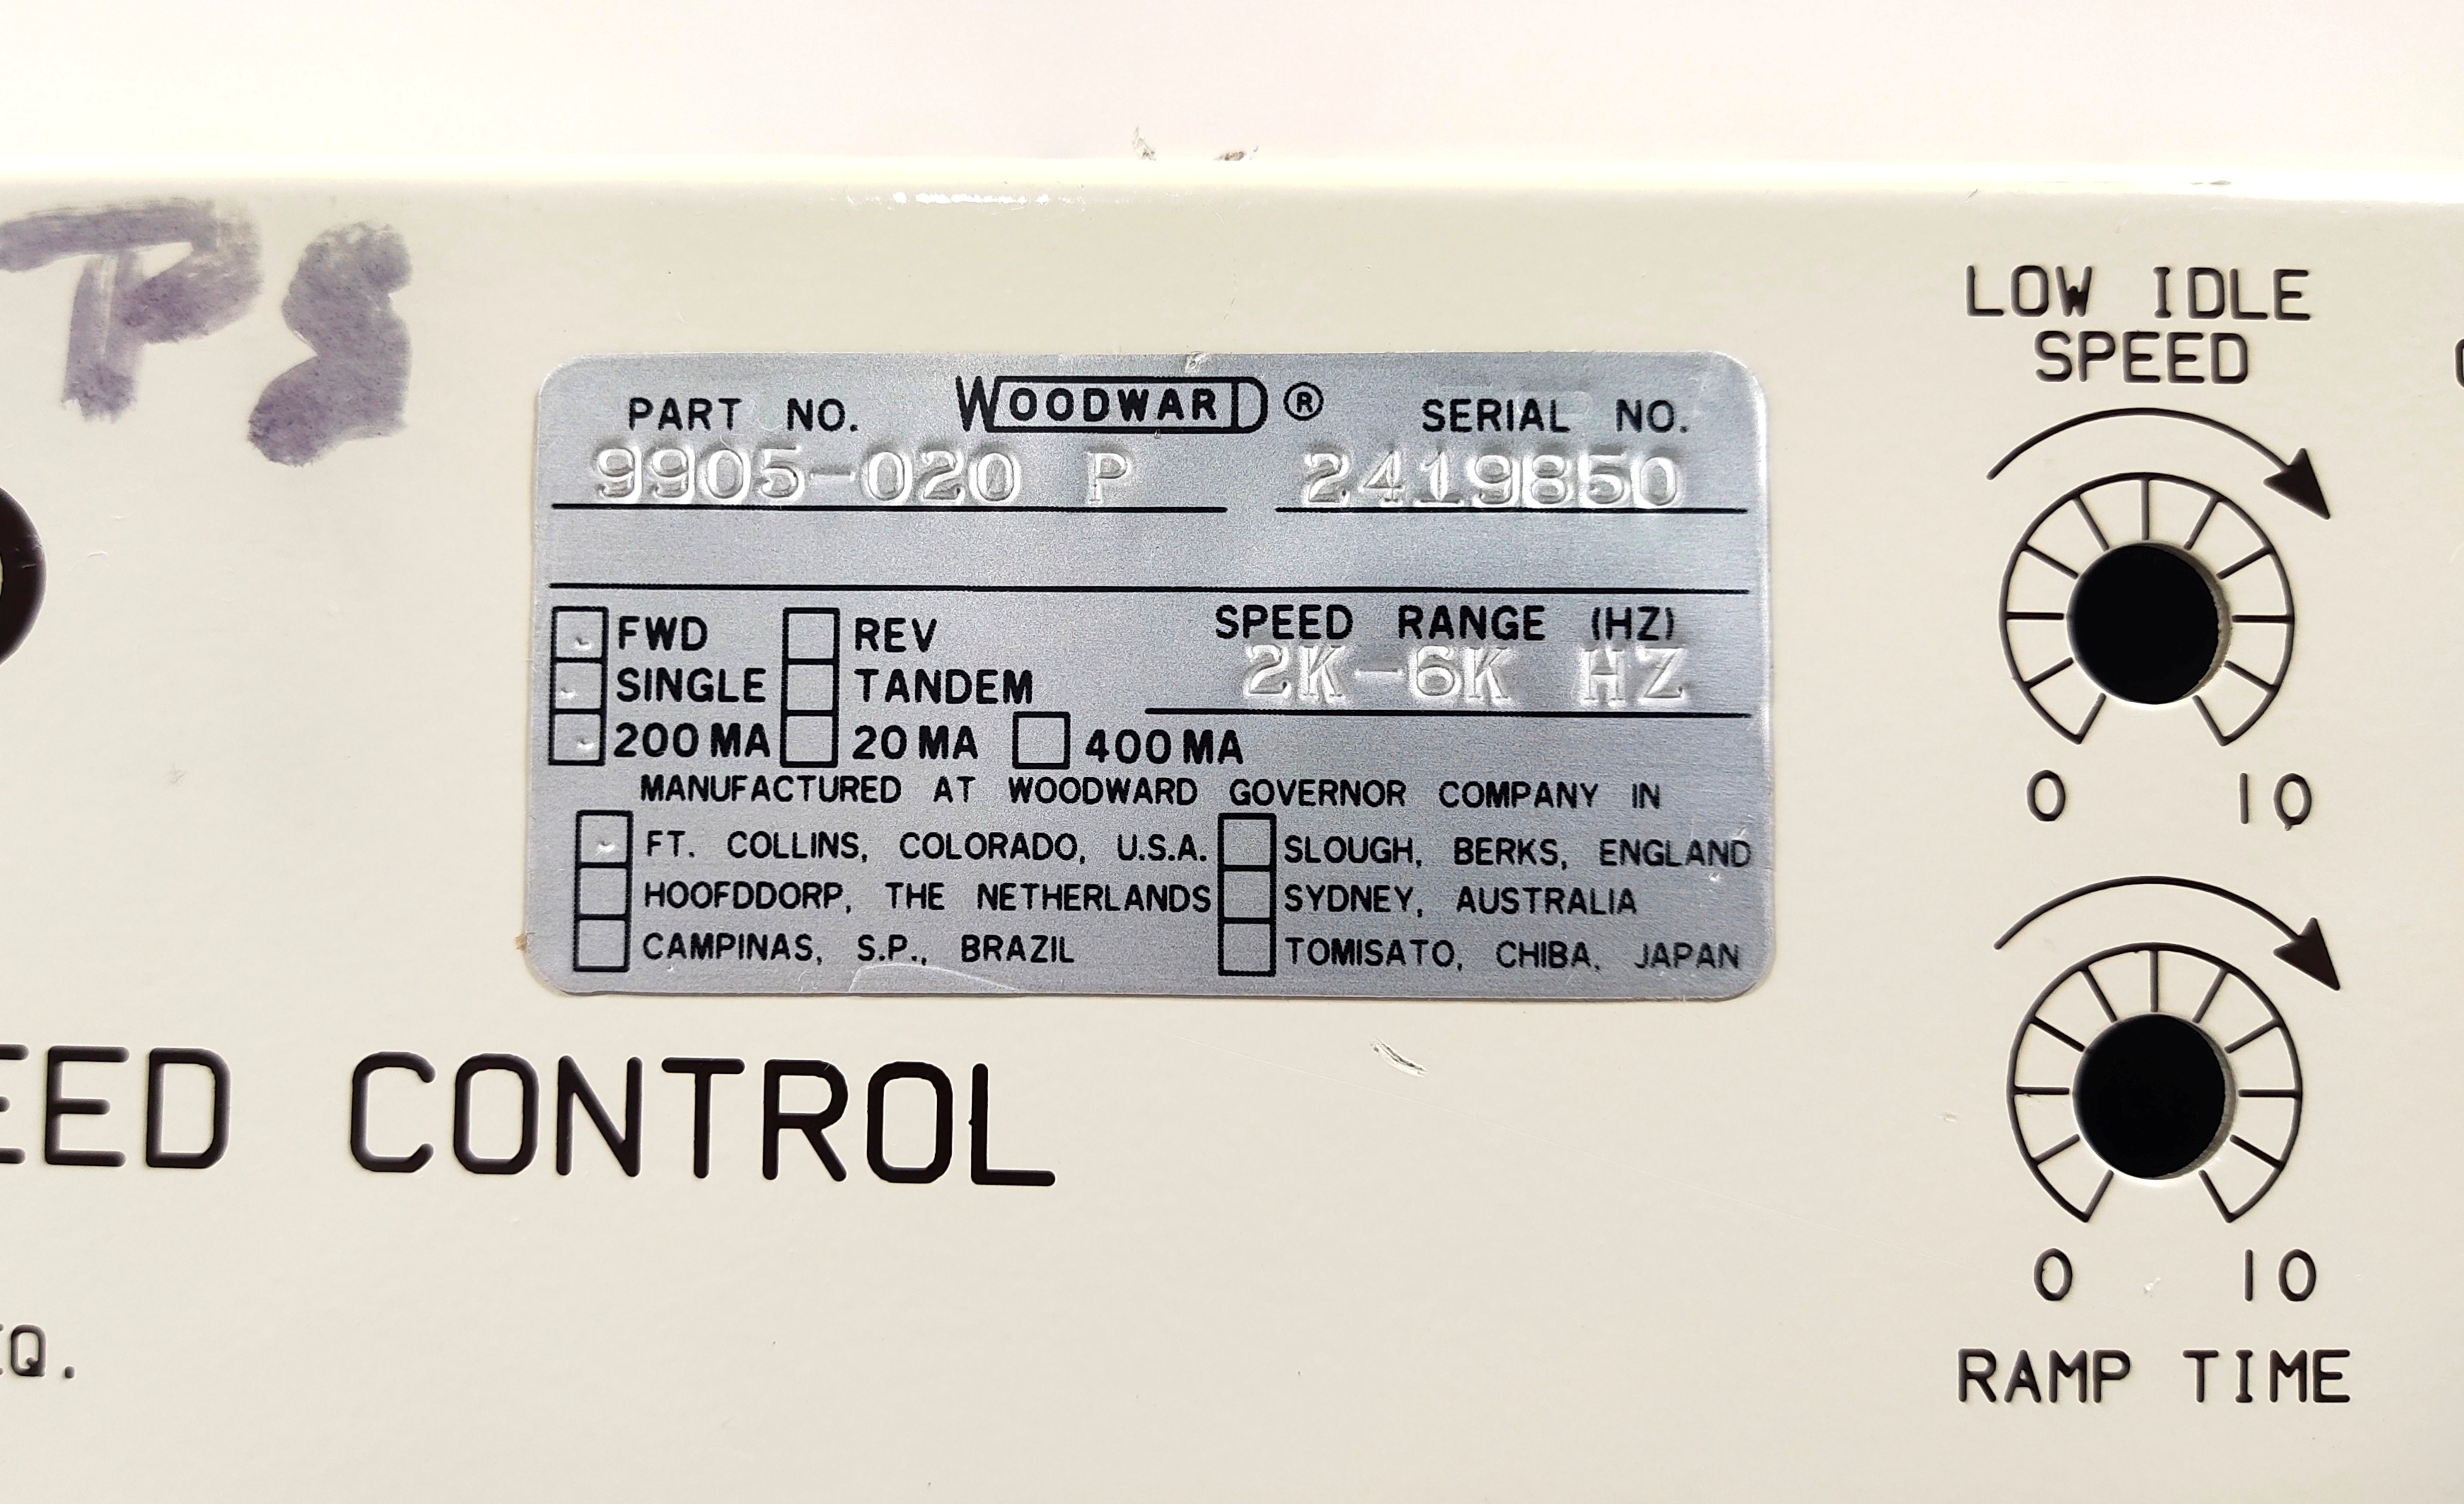 PS
LOW IDLE
SPEED
PART NO. WOODWARD® SERIAL NO.
9905-020 P 2419850
FWD REV SPEED RANGE (HZ)
2K-6K HZ
SINGLE TANDEM
200 MA 20 MA 400 MA
0 10
MANUFACTURED AT WOODWARD GOVERNOR COMPANY IN
FT. COLLINS, COLORADO, U.S.A. SLOUGH, BERKS, ENGLAND
HOOFDDORP, THE NETHERLANDS SYDNEY, AUSTRALIA
CAMPINAS, S.P., BRAZIL TOMISATO, CHIBA, JAPAN
EED CONTROL
0 10
RAMP TIME